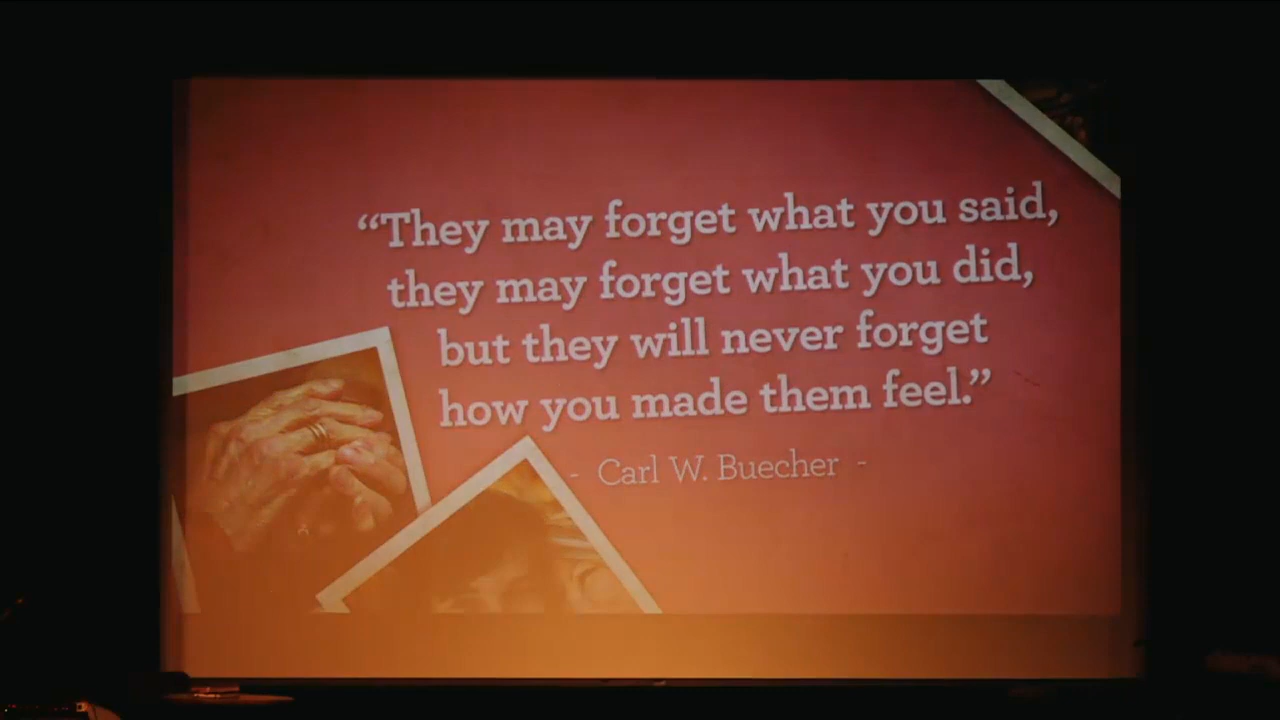 “They may forget what you said,
they may forget what you did,
but they will never forget
how you made them feel.”
- Carl W. Buecher -